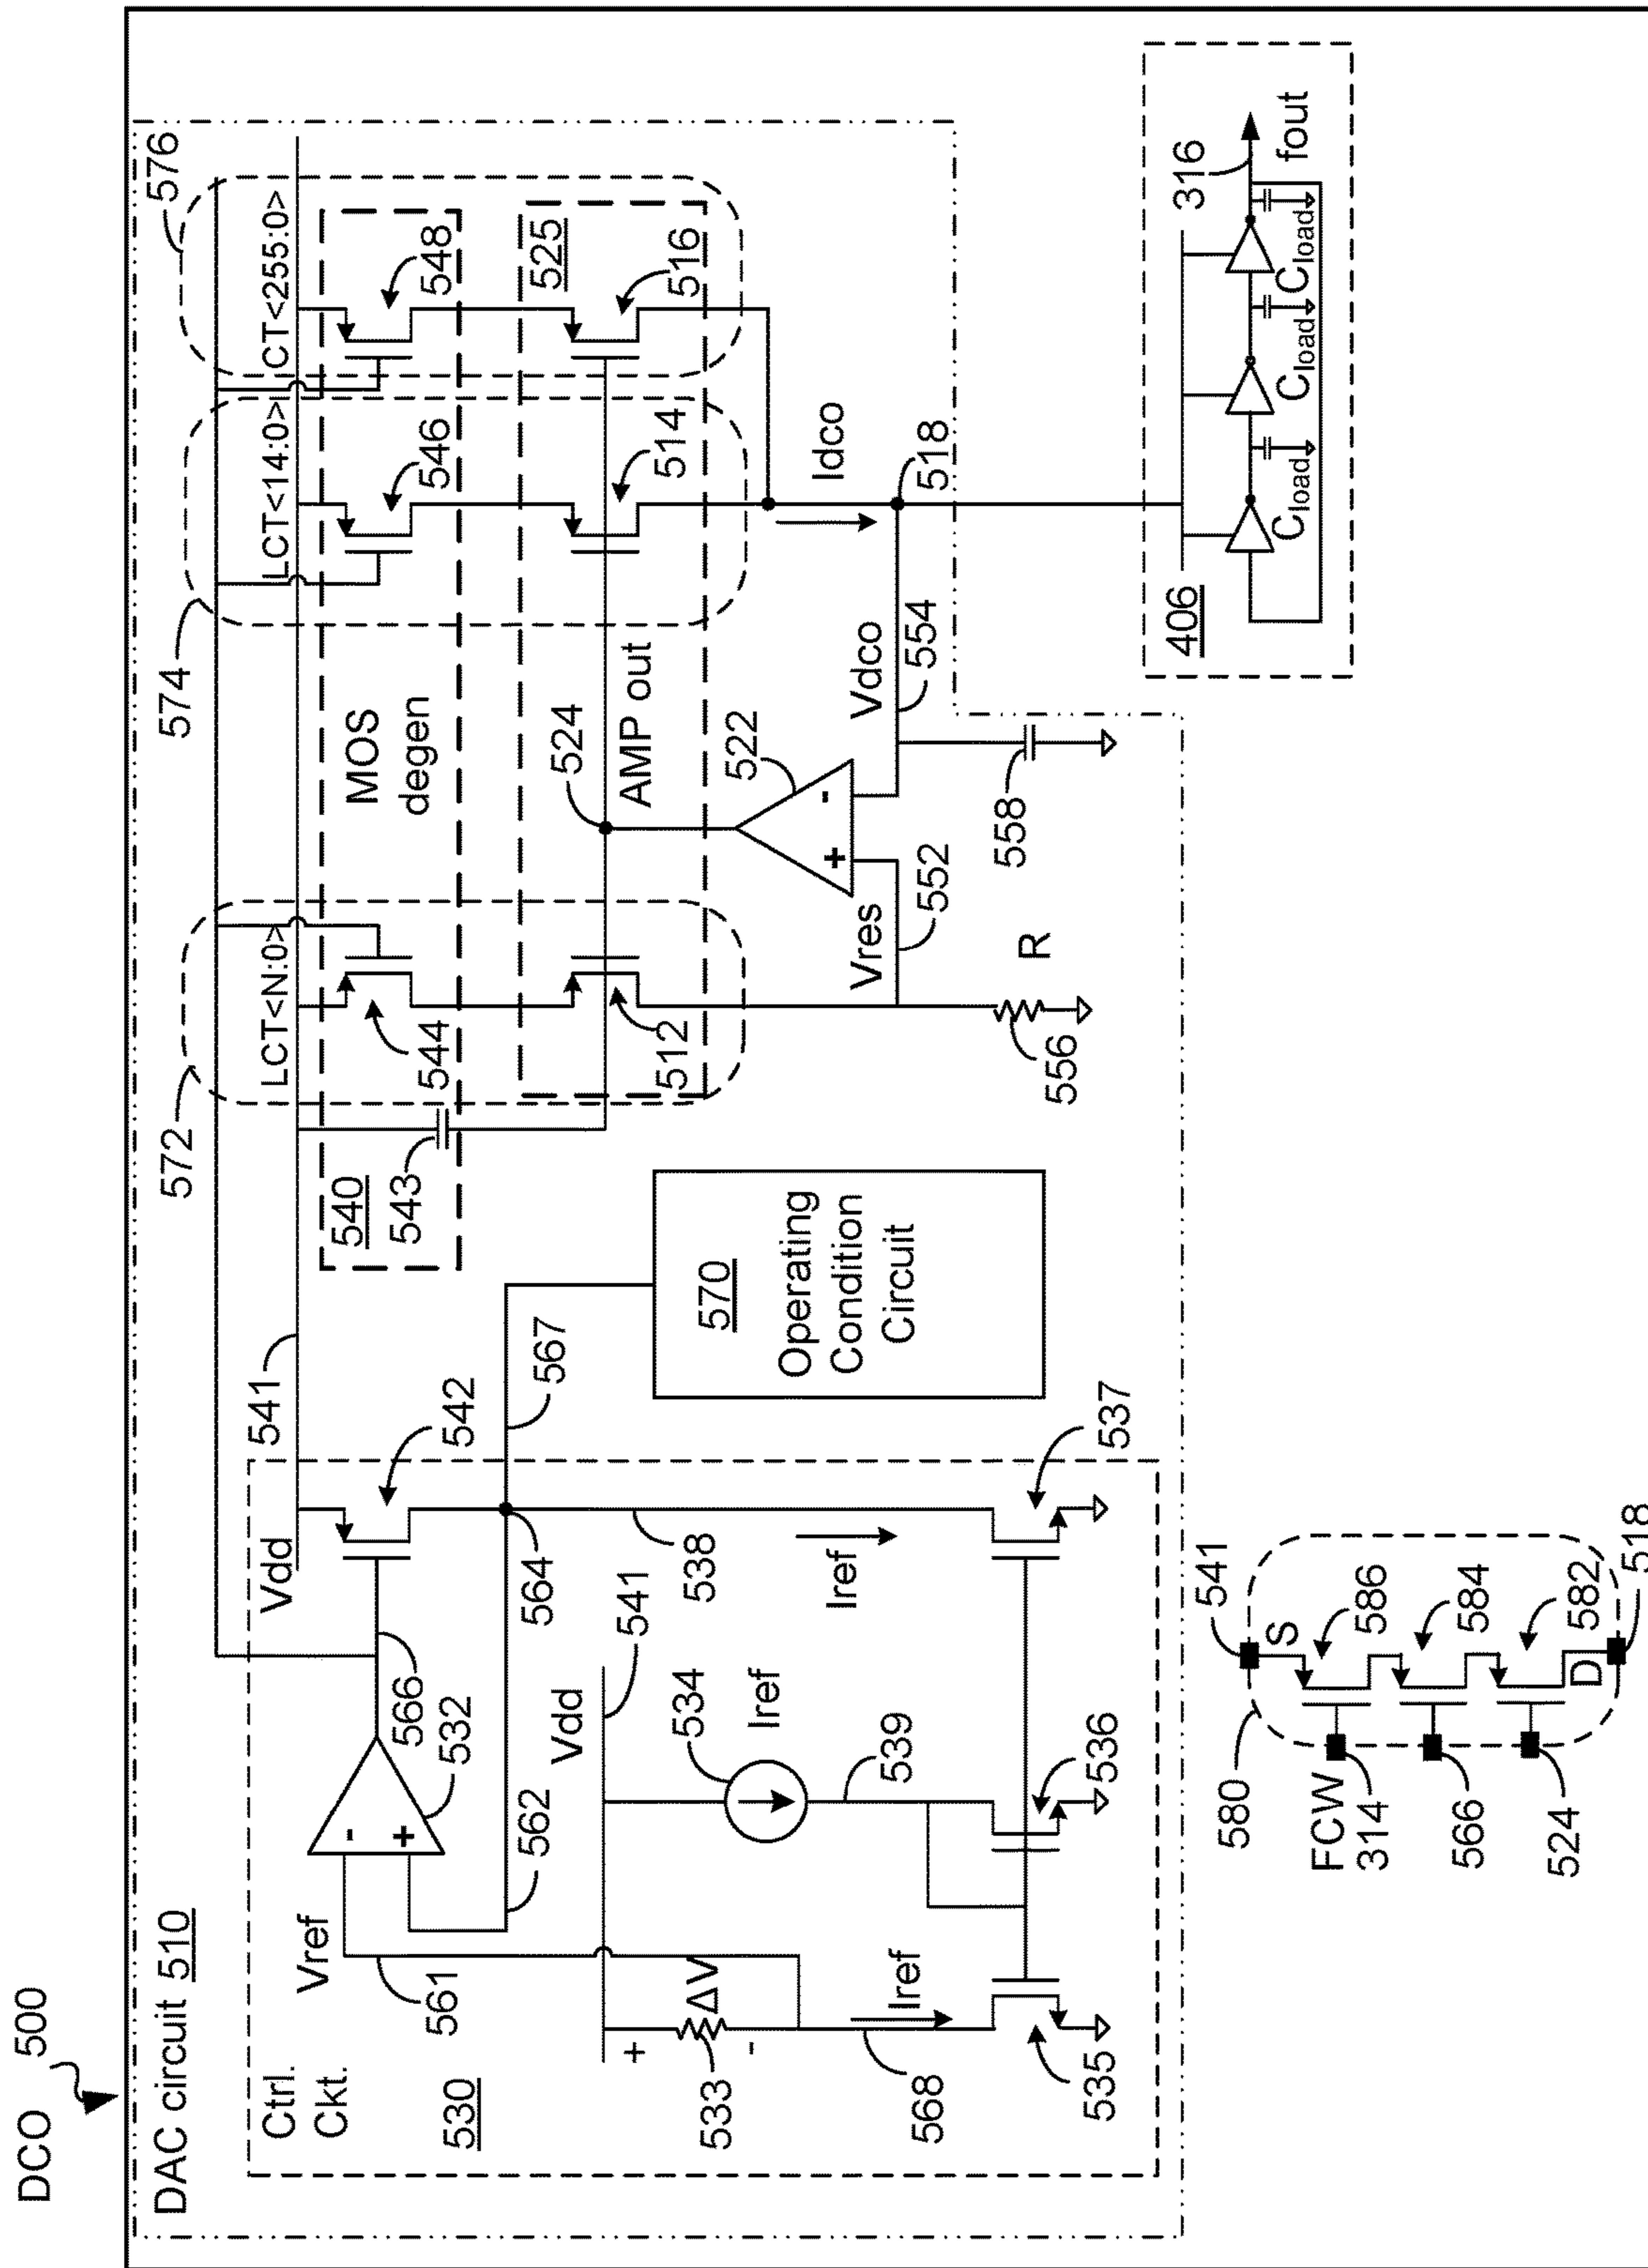 DCO 500
DAC circuit 510
Ctrl.
Ckt.
530
Vref
561
-
+
532
566
562
Vdd
541
542
564
567
538
Iref
537
Vdd
541
534
Iref
539
536
+
ΔV
-
533
Iref
568
535
570
Operating
Condition
Circuit
572
574
576
LCT<N:0>
LCT<14:0>
CT<255:0>
540
543
MOS
degen
544
546
548
524
AMP out
525
512
514
516
522
+
-
Vres
552
Vdco
554
R
556
558
Idco
518
406
316
fout
Cload
Cload
Cload
580
541
S
586
584
582
D
518
FCW
314
566
524